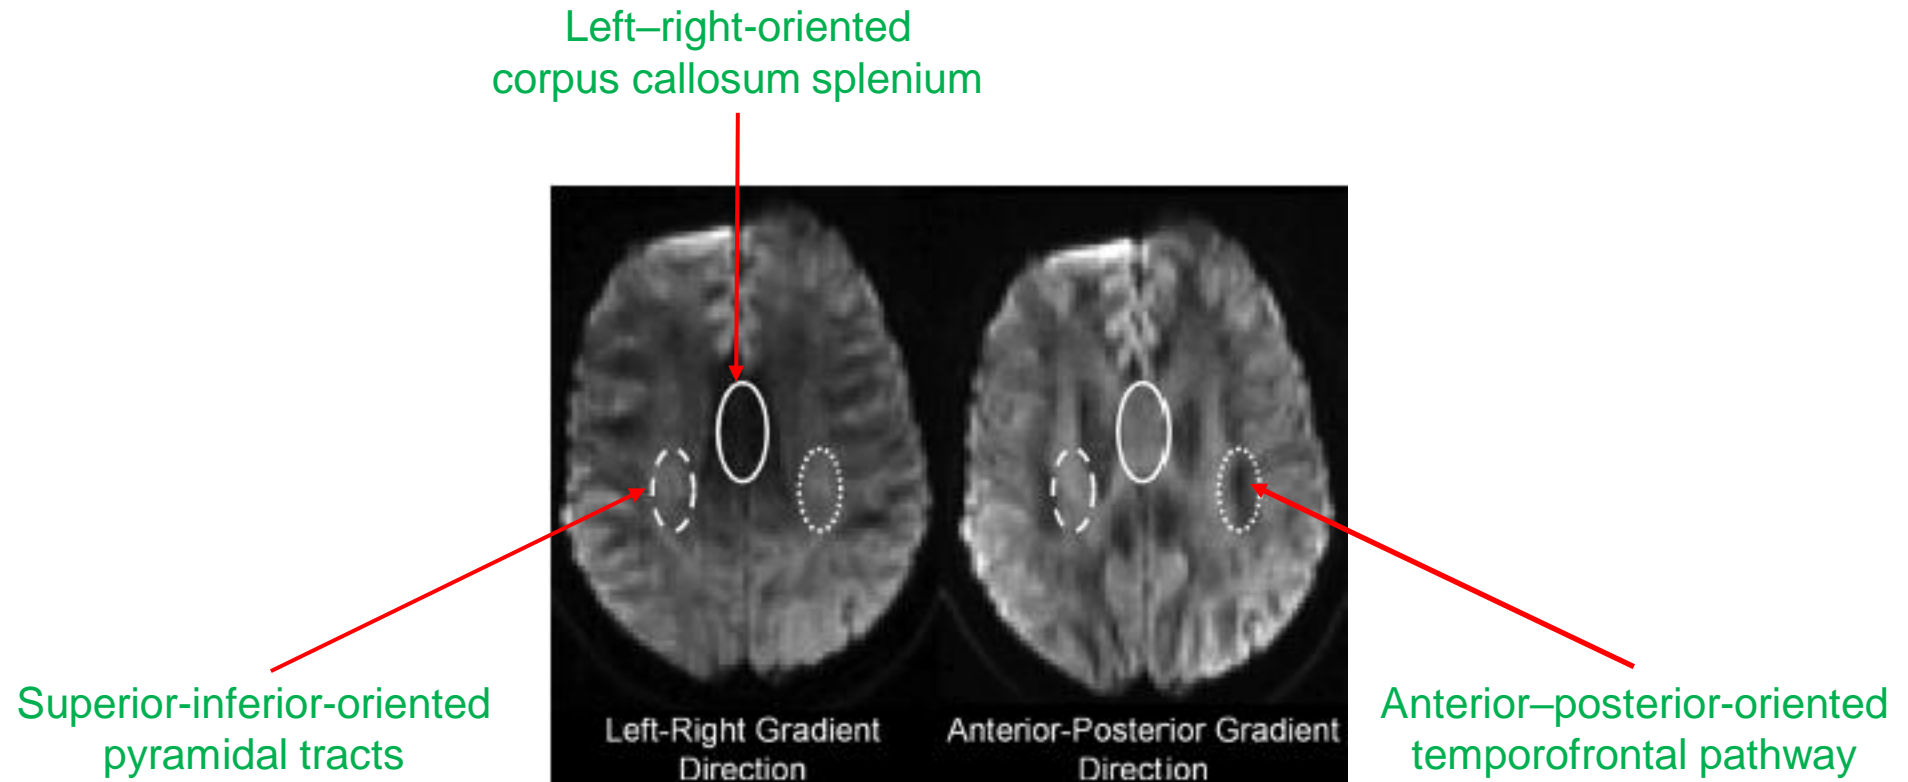 Left–right-oriented
corpus callosum splenium
Superior-inferior-oriented
pyramidal tracts
Left-Right Gradient
Direction
Anterior-Posterior Gradient
Direction
Anterior–posterior-oriented
temporofrontal pathway